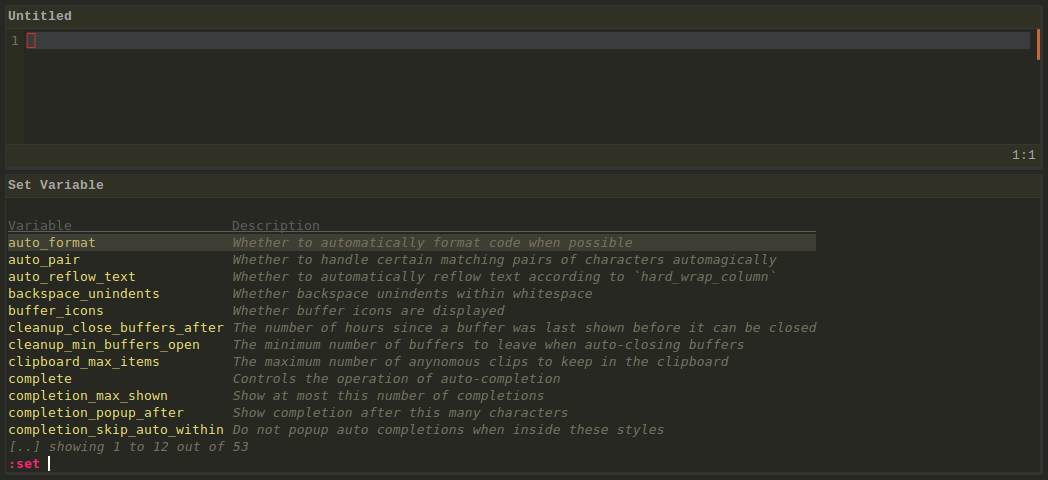 Untitled
1
1:1
Set Variable
Variable Description
auto_format Whether to automatically format code when possible
auto_pair Whether to handle certain matching pairs of characters automagically
auto_reflow_text Whether to automatically reflow text according to `hard_wrap_column`
backspace_unindents Whether backspace unindents within whitespace
buffer_icons Whether buffer icons are displayed
cleanup_close_buffers_after The number of hours since a buffer was last shown before it can be closed
cleanup_min_buffers_open The minimum number of buffers to leave when auto-closing buffers
clipboard_max_items The maximum number of anynomous clips to keep in the clipboard
complete Controls the operation of auto-completion
completion_max_shown Show at most this number of completions
completion_popup_after Show completion after this many characters
completion_skip_auto_within Do not popup auto completions when inside these styles
[..] showing 1 to 12 out of 53
:set